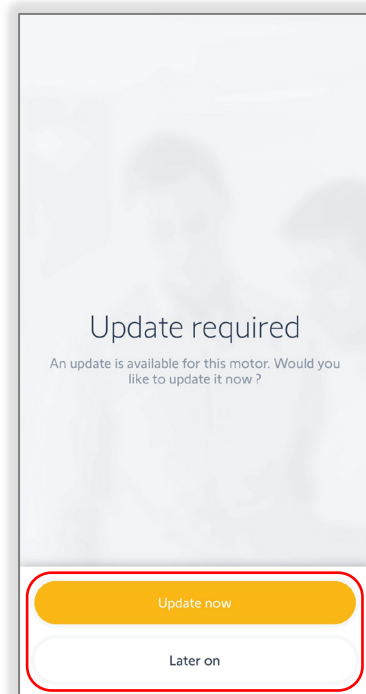 Update required
An update is available for this motor. Would you
like to update it now ?
Update now
Later on